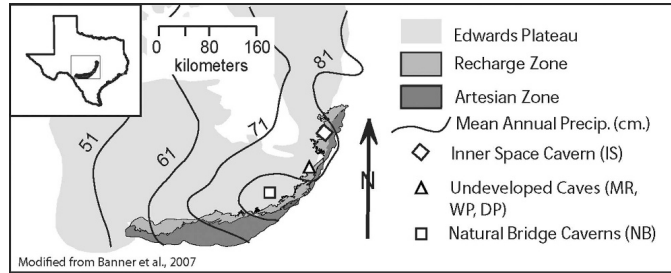 0 80 160
kilometers
51
61
71
81
Edwards Plateau
Recharge Zone
Artesian Zone
Mean Annual Precip. (cm.)
Inner Space Cavern (IS)
Undeveloped Caves (MR,
WP, DP)
Natural Bridge Caverns (NB)
N
Modified from Banner et al., 2007